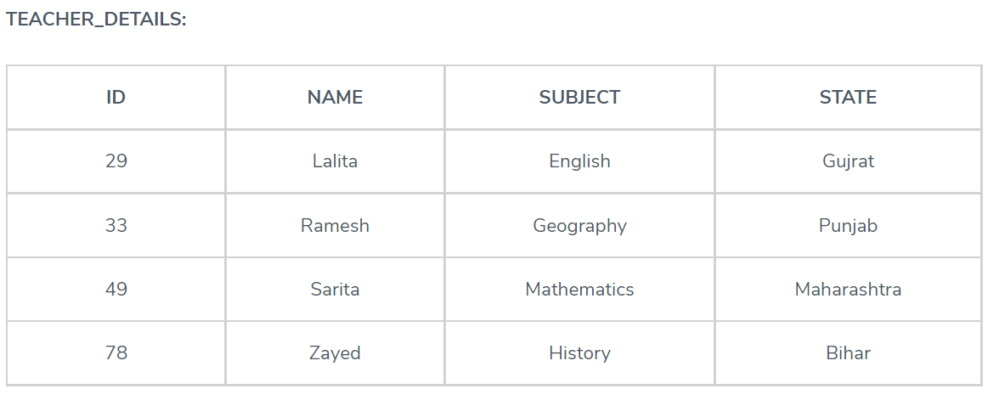 TEACHER_DETAILS:
ID NAME SUBJECT STATE
29 Lalita English Gujrat
33 Ramesh Geography Punjab
49 Sarita Mathematics Maharashtra
78 Zayed History Bihar